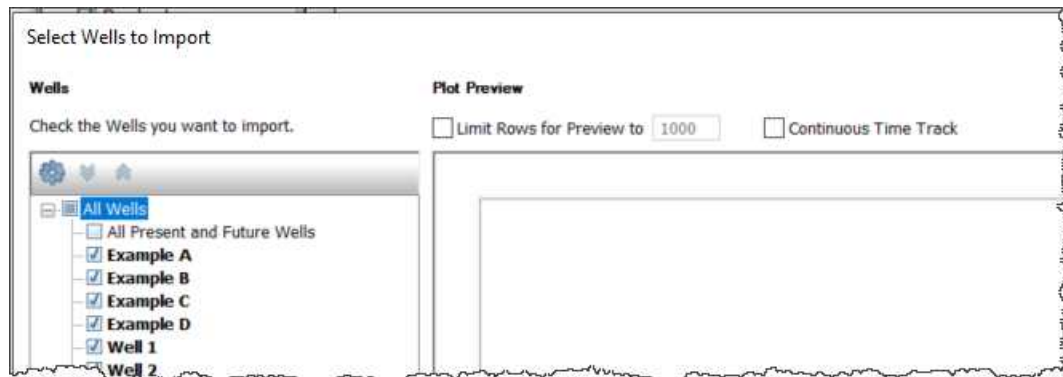 Select Wells to Import
Wells
Plot Preview
Check the Wells you want to import.
Limit Rows for Preview to 1000
Continuous Time Track
All Wells
All Present and Future Wells
Example A
Example B
Example C
Example D
Well 1
Well 2